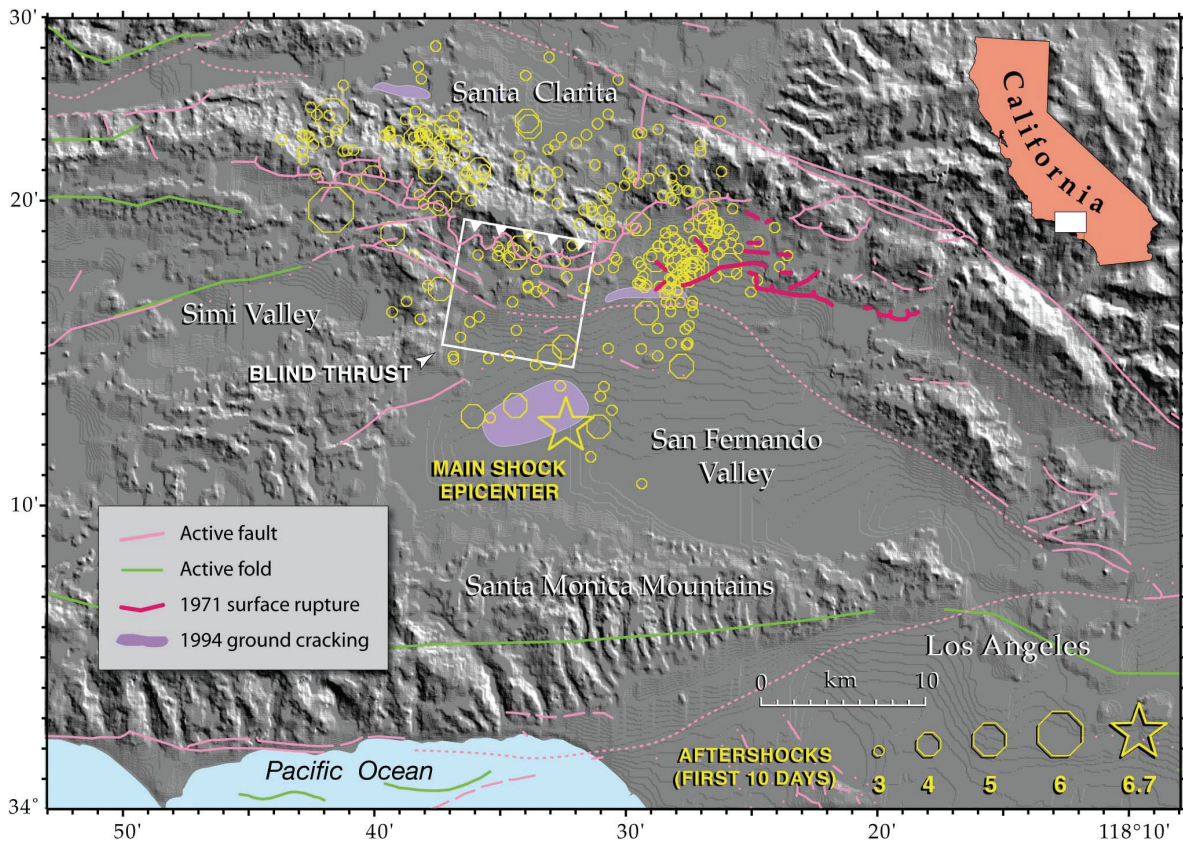 30'
Santa Clarita
California
20'
Simi Valley
BLIND THRUST
San Fernando
Valley
MAIN SHOCK
EPICENTER
10'
Active fault
Active fold
1971 surface rupture
1994 ground cracking
Santa Monica Mountains
Los Angeles
0 km 10
AFTERSHOCKS
(FIRST 10 DAYS)
3 4 5 6 6.7
Pacific Ocean
34°
50' 40' 30' 20' 118°10'